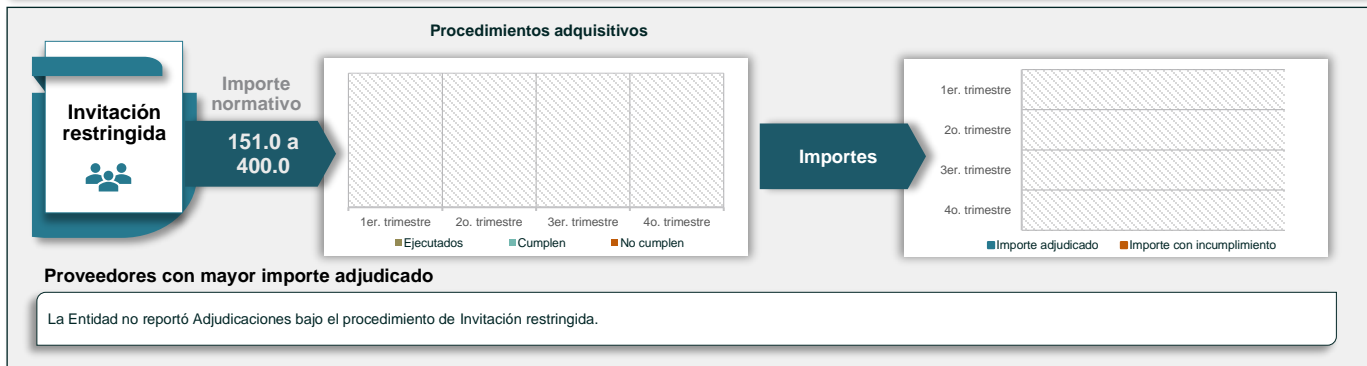 Procedimientos adquisitivos
Invitación
restringida
Importe
normativo
151.0 a
400.0
1er. trimestre
2o. trimestre
3er. trimestre
4o. trimestre
Ejecutados
Cumplen
No cumplen
Importes
1er. trimestre
2o. trimestre
3er. trimestre
4o. trimestre
Importe adjudicado
Importe con incumplimiento
Proveedores con mayor importe adjudicado
La Entidad no reportó Adjudicaciones bajo el procedimiento de Invitación restringida.